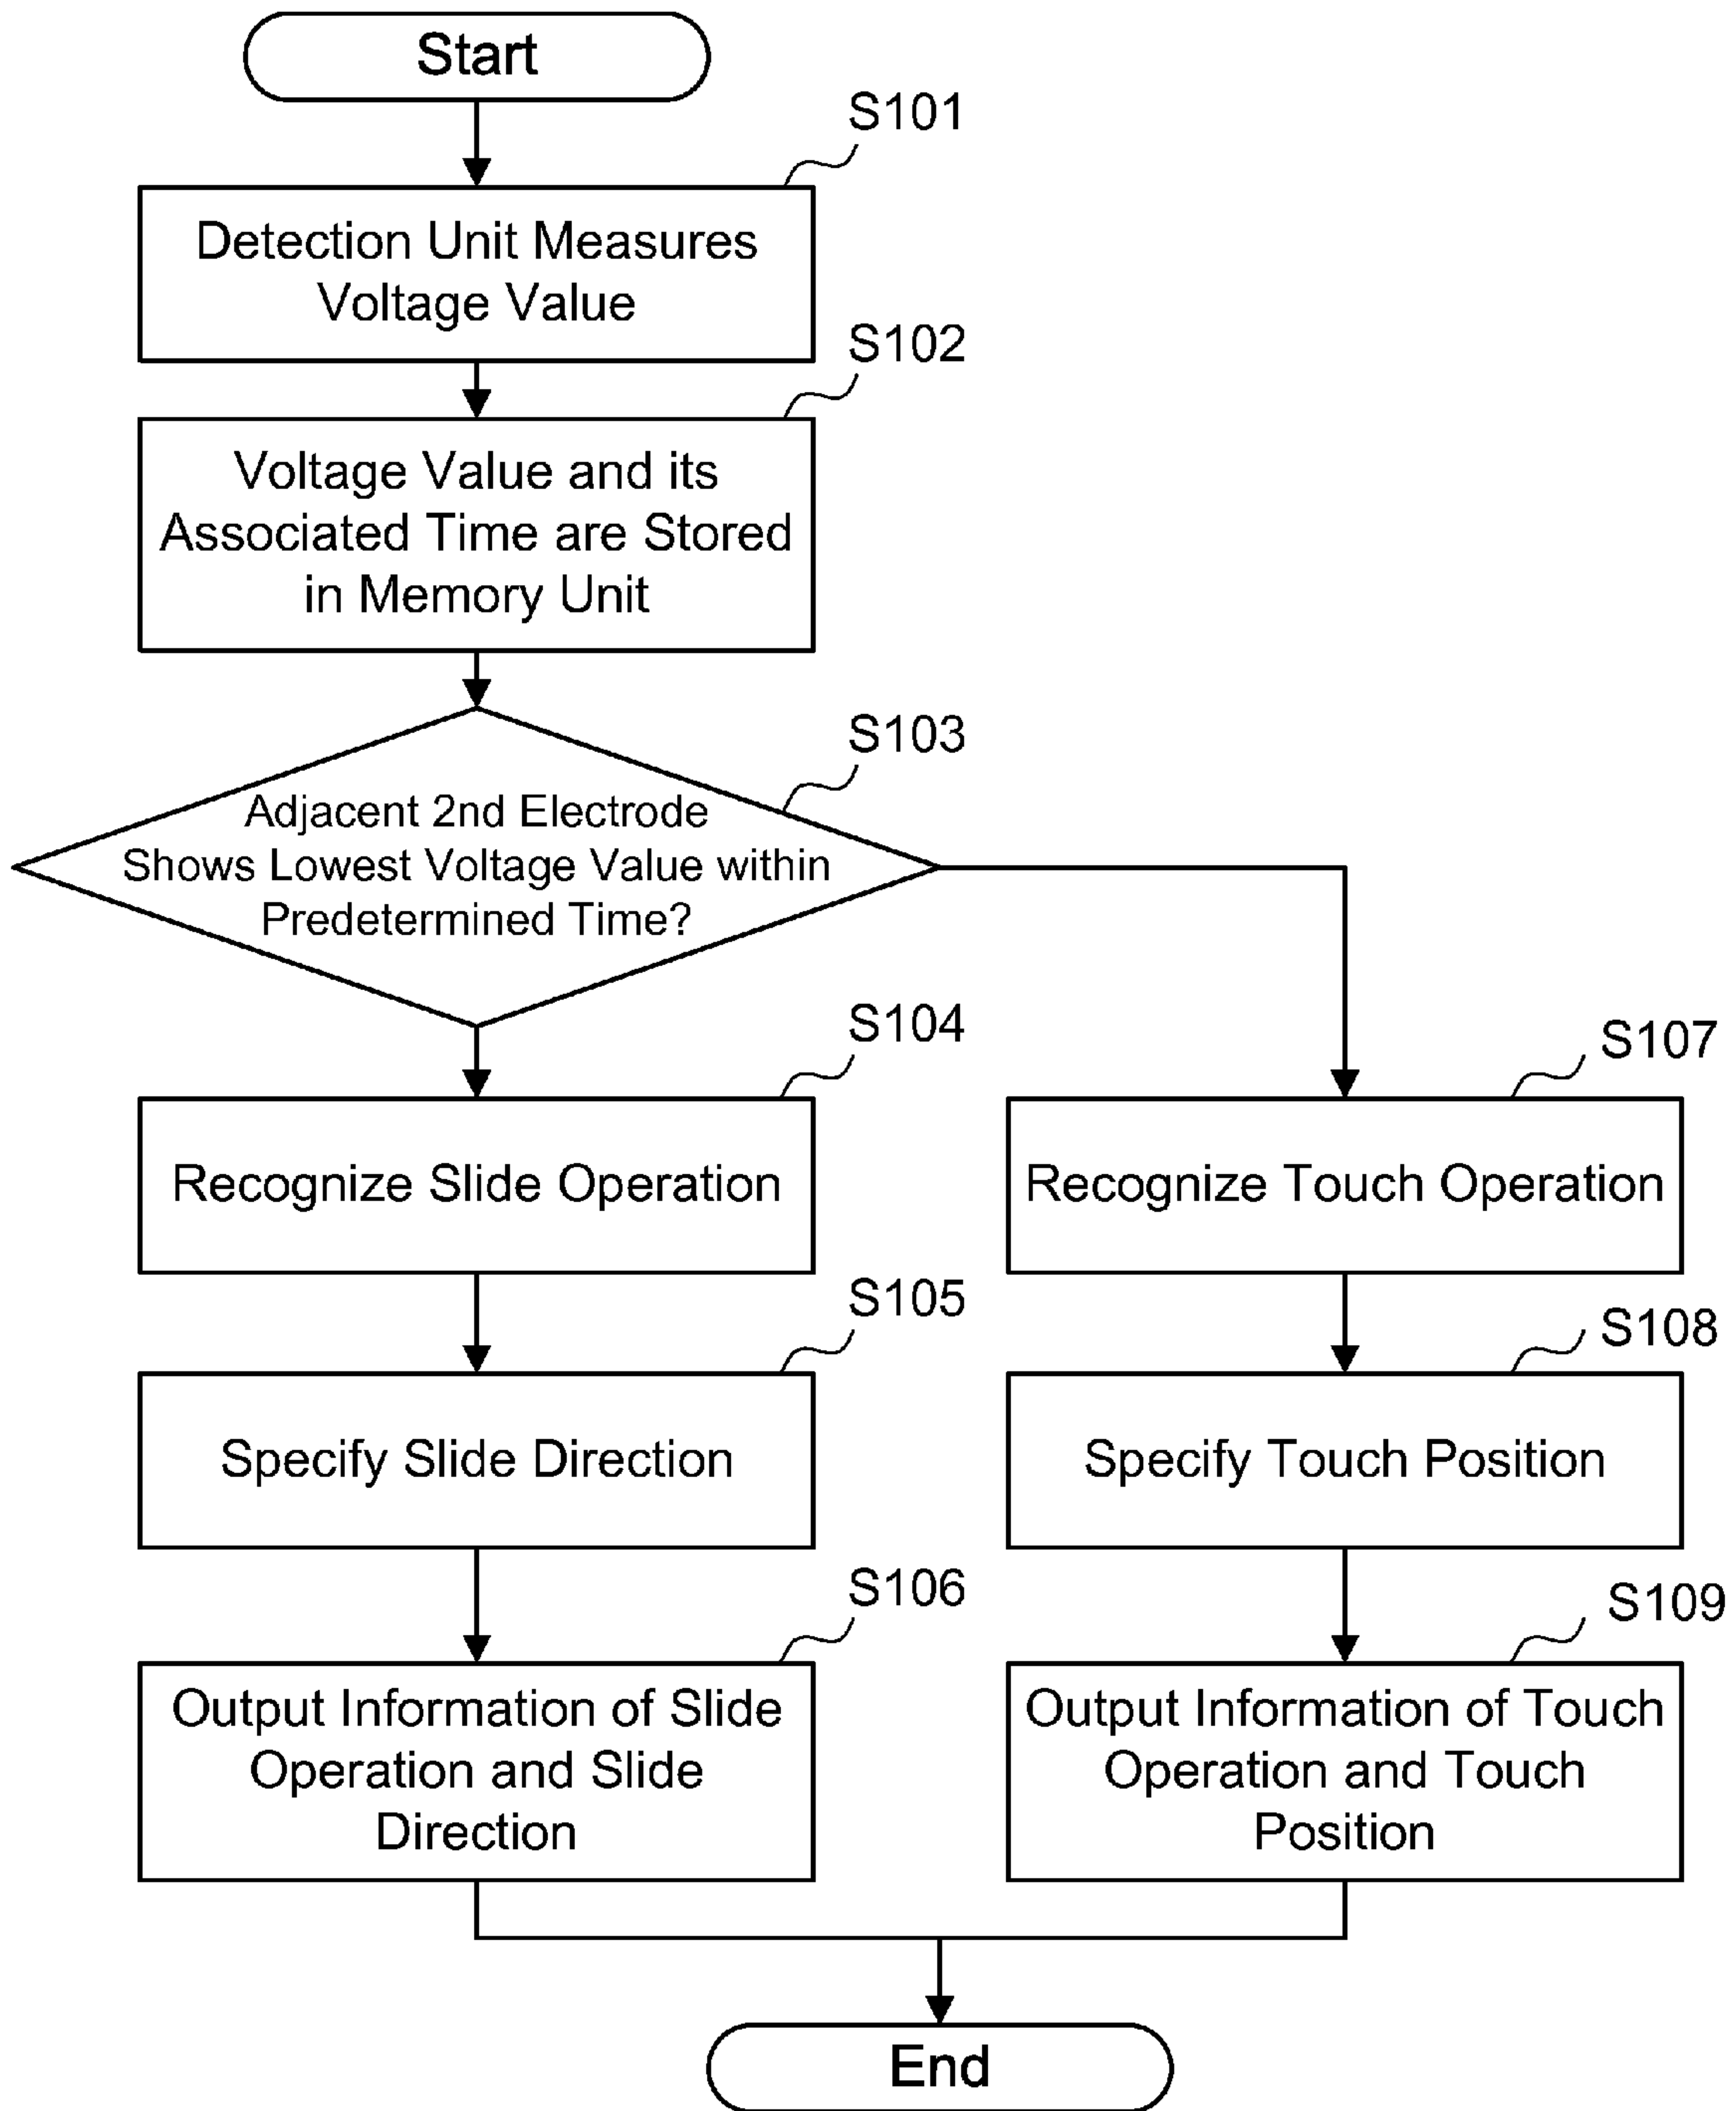 Start
S101
Detection Unit Measures
Voltage Value
S102
Voltage Value and its
Associated Time are Stored
in Memory Unit
S103
Adjacent 2nd Electrode
Shows Lowest Voltage Value within
Predetermined Time?
S104
Recognize Slide Operation
S105
Specify Slide Direction
S106
Output Information of Slide
Operation and Slide
Direction
S107
Recognize Touch Operation
S108
Specify Touch Position
S109
Output Information of Touch
Operation and Touch
Position
End